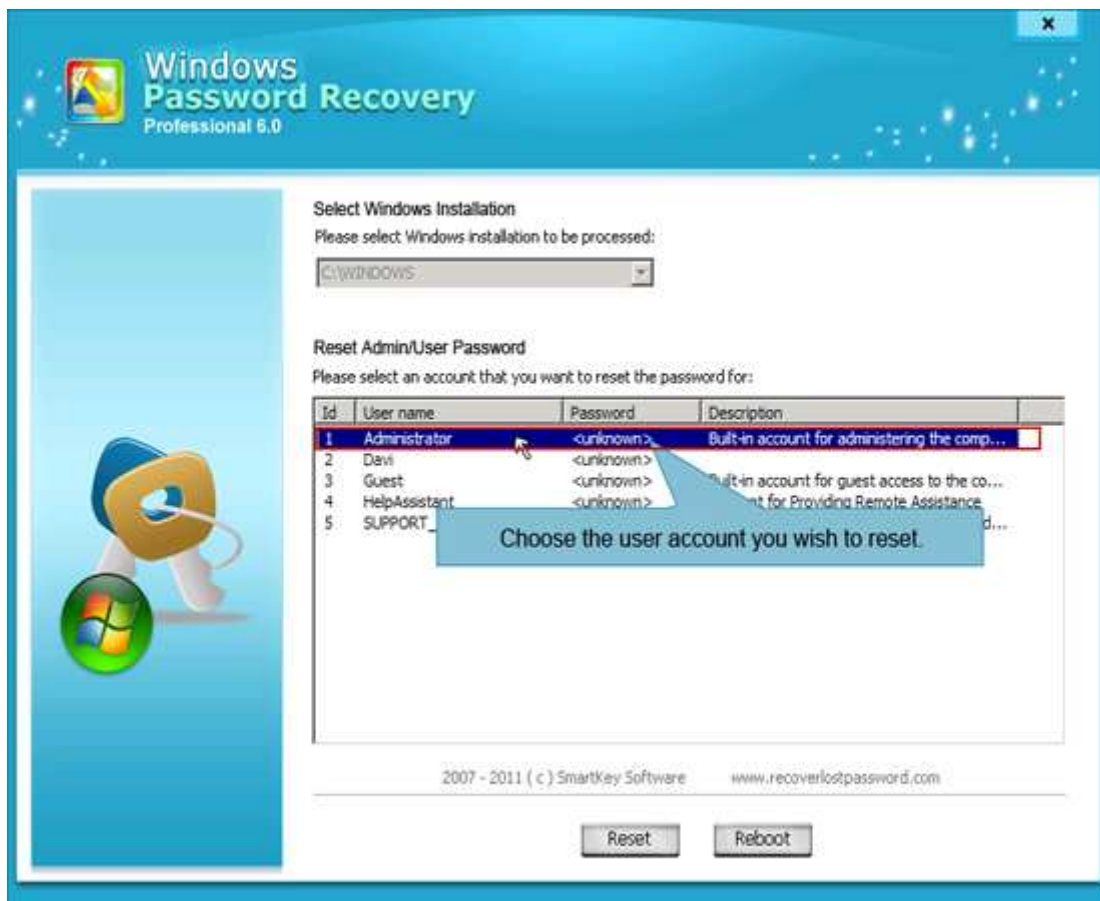 x
Windows
Password Recovery
Professional 6.0
Select Windows Installation
Please select Windows installation to be processed:
C:\WINDOWS
Reset Admin/User Password
Please select an account that you want to reset the password for:
Id User name Password Description
1 Administrator <unknown> Built-in account for administering the comp...
2 Davi <unknown>
3 Guest <unknown> Built-in account for guest access to the co...
4 HelpAssistant <unknown> for Providing Remote Assistance
5 SUPPORT_ d...
Choose the user account you wish to reset.
2007 - 2011 ( c ) SmartKey Software www.recoverlostpassword.com
Reset Reboot